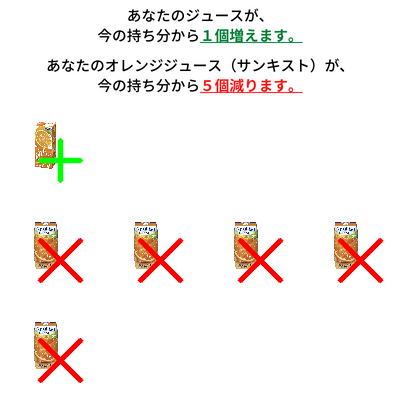 あなたのジュースが、
今の持ち分から１個増えます。
あなたのオレンジジュース（サンキスト）が、
今の持ち分から５個減ります。